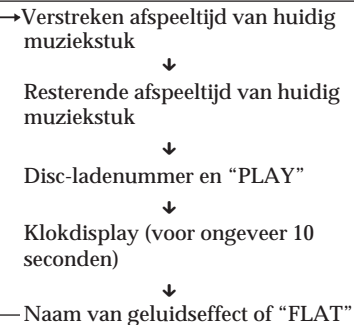 Verstreken afspeeltijd van huidig
muziekstuk
Resterende afspeeltijd van huidig
muziekstuk
Disc-ladenummer en “PLAY”
Klokdisplay (voor ongeveer 10
seconden)
Naam van geluidseffect of “FLAT”